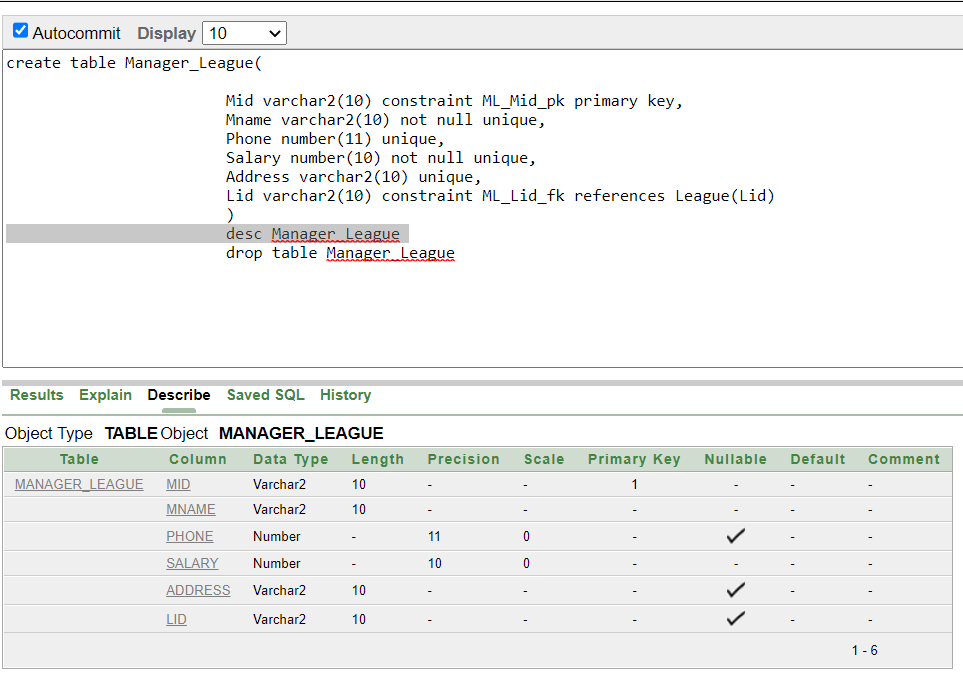 Autocommit Display 10
create table Manager_League(
Mid varchar2(10) constraint ML_Mid_pk primary key,
Mname varchar2(10) not null unique,
Phone number(11) unique,
Salary number(10) not null unique,
Address varchar2(10) unique,
Lid varchar2(10) constraint ML_Lid_fk references League(Lid)
)
desc Manager_League
drop table Manager_League
Results Explain Describe Saved SQL History
Object Type TABLE Object MANAGER_LEAGUE
Table Column Data Type Length Precision Scale Primary Key Nullable Default Comment
MANAGER_LEAGUE MID Varchar2 10 - - 1 - - -
MNAME Varchar2 10 - - - - - -
PHONE Number - 11 0 - - -
SALARY Number - 10 0 - - - -
ADDRESS Varchar2 10 - - - - -
LID Varchar2 10 - - - - -
1 - 6